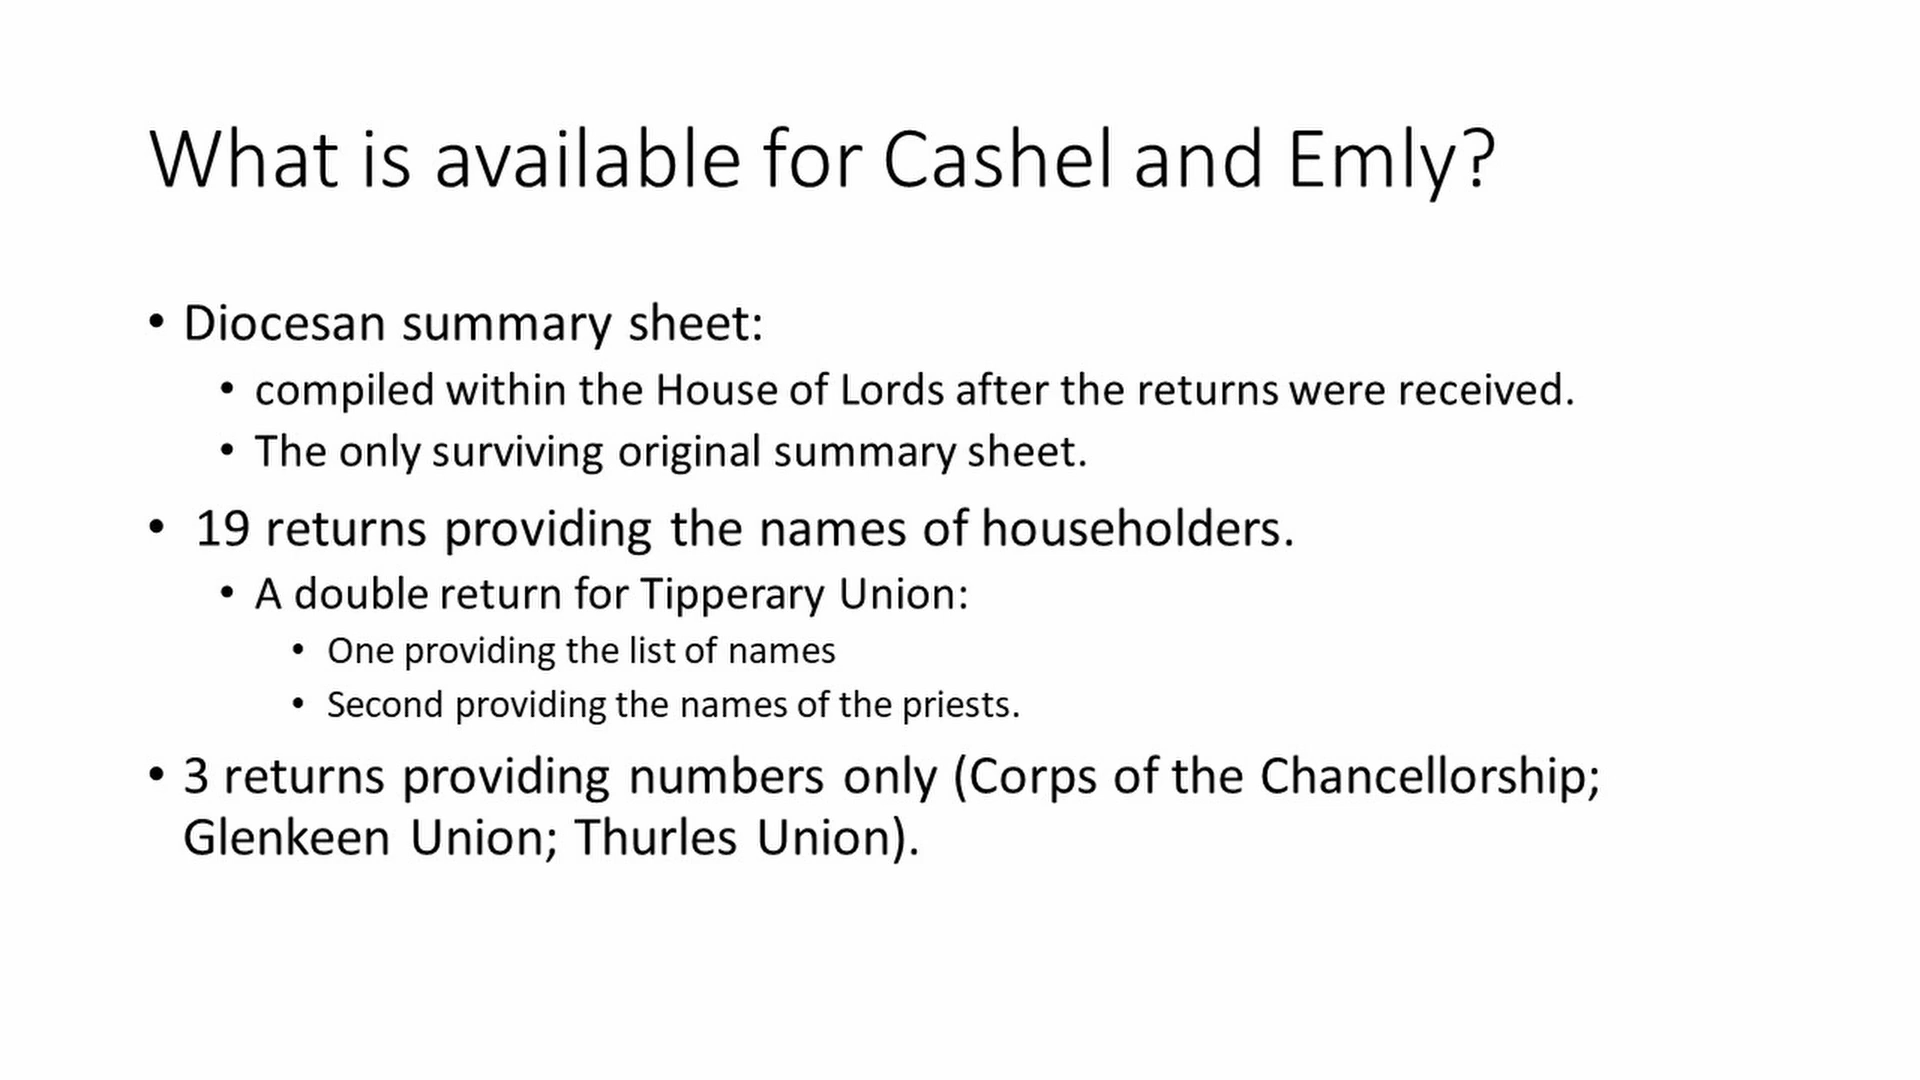 What is available for Cashel and Emly?
• Diocesan summary sheet:
• compiled within the House of Lords after the returns were received.
• The only surviving original summary sheet.
• 19 returns providing the names of householders.
• A double return for Tipperary Union:
• One providing the list of names
• Second providing the names of the priests.
• 3 returns providing numbers only (Corps of the Chancellorship;
Glenkeen Union; Thurles Union).